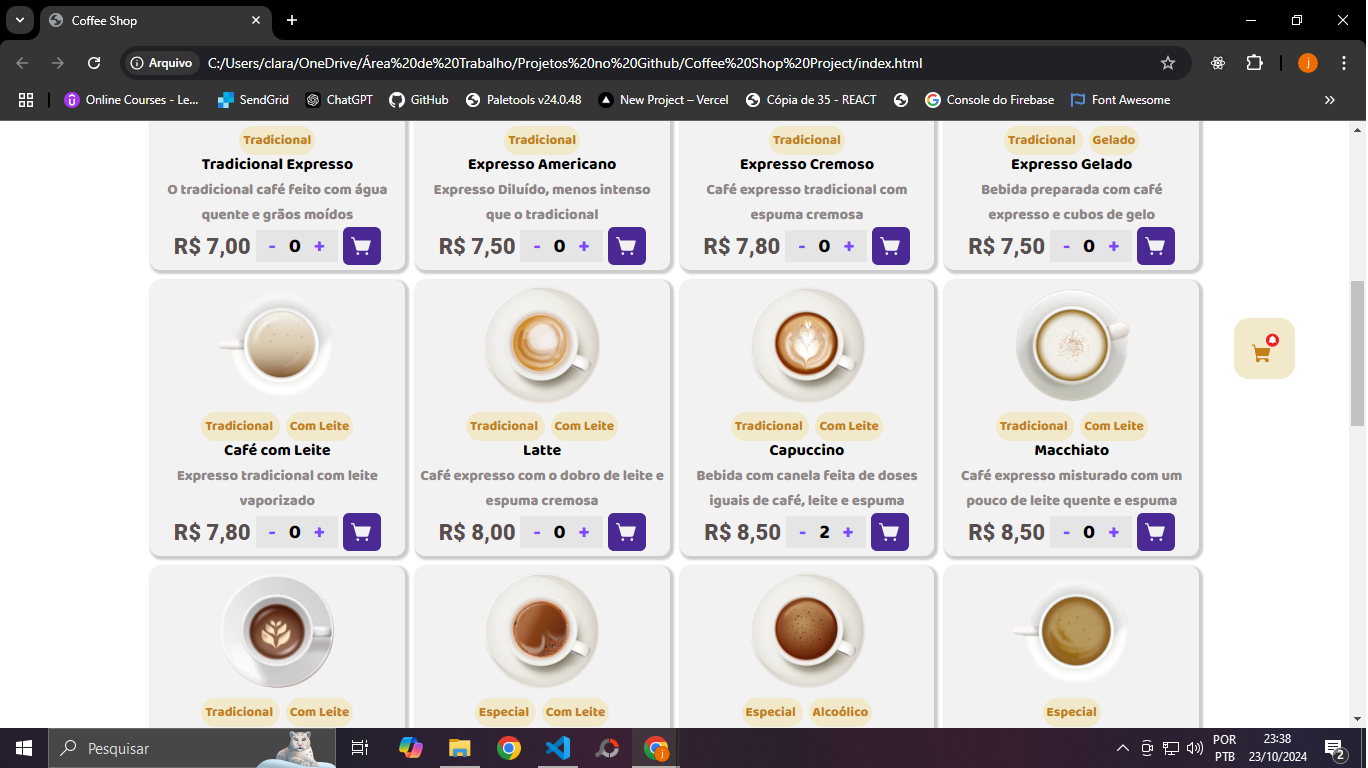 Coffee Shop
Arquivo C:/Users/clara/OneDrive/Área%20de%20Trabalho/Projetos%20no%20Github/Coffee%20Shop%20Project/index.html j
Online Courses - Le... SendGrid ChatGPT GitHub Paletools v24.0.48 New Project – Vercel Cópia de 35 - REACT Console do Firebase Font Awesome »
Tradicional Tradicional Tradicional Tradicional Gelado
Tradicional Expresso Expresso Americano Expresso Cremoso Expresso Gelado
O tradicional café feito com água Expresso Diluído, menos intenso Café expresso tradicional com Bebida preparada com café
quente e grãos moídos que o tradicional espuma cremosa expresso e cubos de gelo
R$ 7,00 - 0 + R$ 7,50 - 0 + R$ 7,80 - 0 + R$ 7,50 - 0 +
Tradicional Com Leite Tradicional Com Leite Tradicional Com Leite Tradicional Com Leite
Café com Leite Latte Capuccino Macchiato
Expresso tradicional com leite Café expresso com o dobro de leite e Bebida com canela feita de doses Café expresso misturado com um
vaporizado espuma cremosa iguais de café, leite e espuma pouco de leite quente e espuma
R$ 7,80 - 0 + R$ 8,00 - 0 + R$ 8,50 - 2 + R$ 8,50 - 0 +
Tradicional Com Leite Especial Com Leite Especial Alcoólico Especial
Pesquisar j POR 23:38
PTB 23/10/2024 2